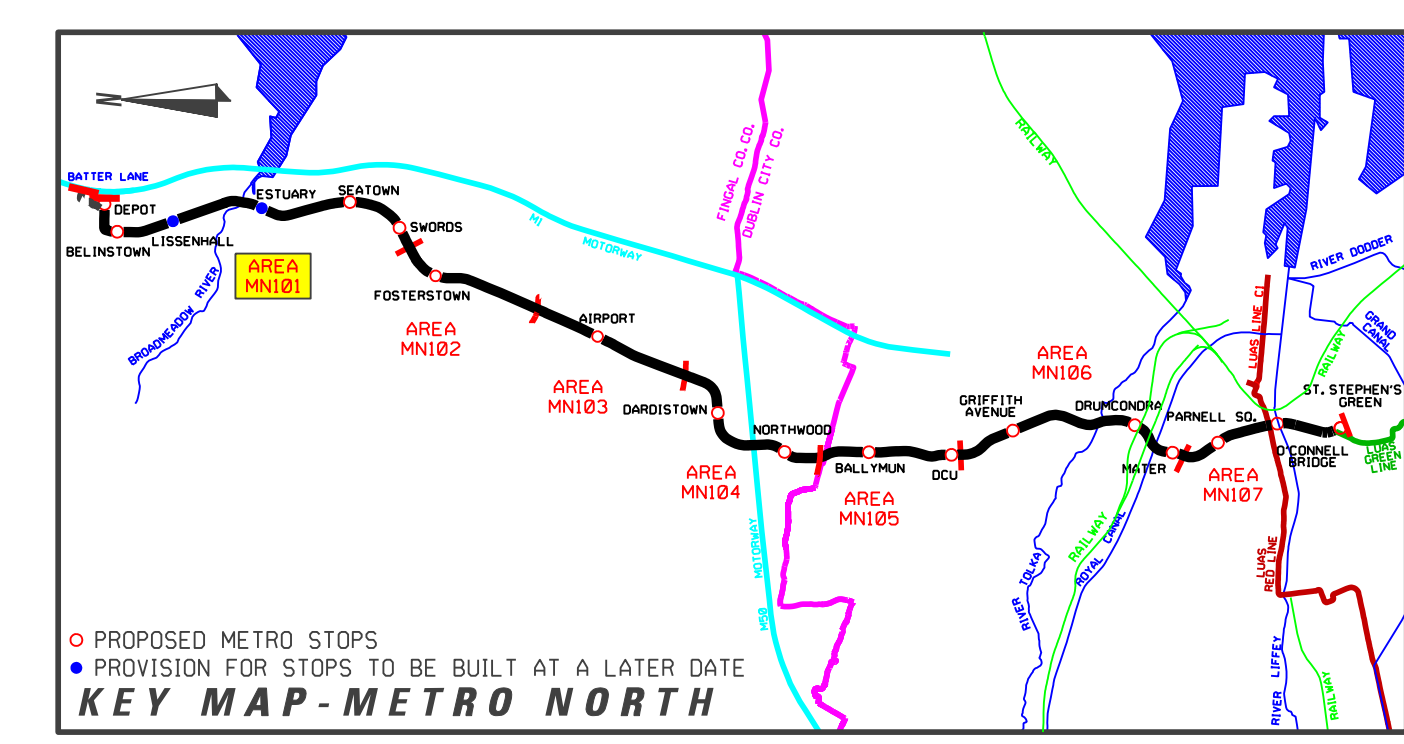 N
BATTER LANE
DEPOT
BELINSTOWN
LISSENHALL
ESTUARY
SEATOWN
SWORDS
BROADMEADOW RIVER
AREA
MN101
FOSTERSTOWN
AREA
MN102
M1
MOTORWAY
AIRPORT
AREA
MN103
FINGAL CO. CO.
DUBLIN CITY CO.
DARDISTOWN
NORTHWOOD
AREA
MN104
BALLYMUN
AREA
MN105
DCU
MOTORWAY
M50
GRIFFITH
AVENUE
AREA
MN106
RAILWAY
DRUMCONDRA
MATER
PARNELL SO.
AREA
MN107
RIVER TOLKA
RAILWAY
ROYAL CANAL
LUAS LINE C1
RIVER DODDER
GRAND
CANAL
RAILWAY
ST. STEPHEN'S
GREEN
O'CONNELL
BRIDGE
LUAS
GREEN
LINE
LUAS
RED LINE
RIVER LIFFEY
RAILWAY
PROPOSED METRO STOPS
PROVISION FOR STOPS TO BE BUILT AT A LATER DATE
KEY MAP-METRO NORTH